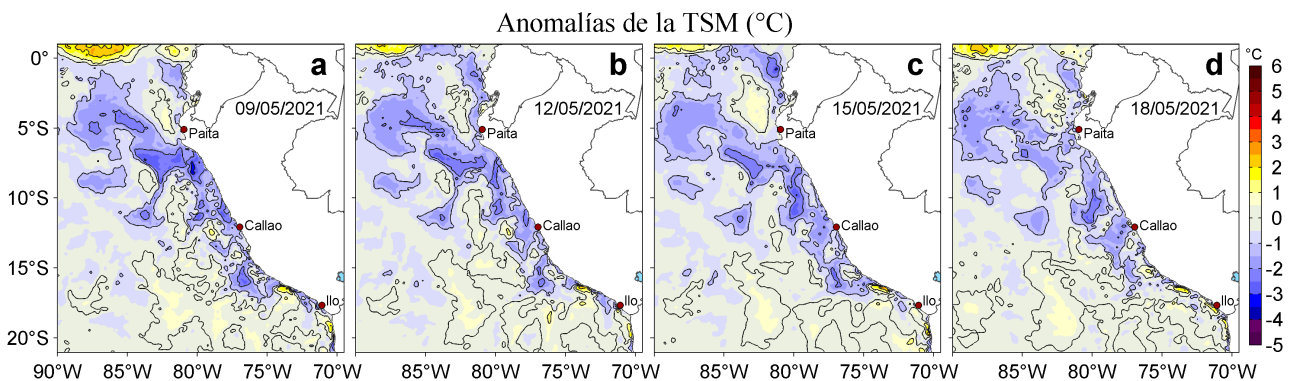 Anomalías de la TSM (°C)
a
09/05/2021
Paita
Callao
Ilo
b
12/05/2021
Paita
Callao
Ilo
c
15/05/2021
Paita
Callao
Ilo
d
18/05/2021
Paita
Callao
Ilo
0°
5°S
10°S
15°S
20°S
90°W 85°W 80°W 75°W 70°W 85°W 80°W 75°W 70°W 85°W 80°W 75°W 70°W 85°W 80°W 75°W 70°W
°C
6
5
4
3
2
1
0
-1
-2
-3
-4
-5